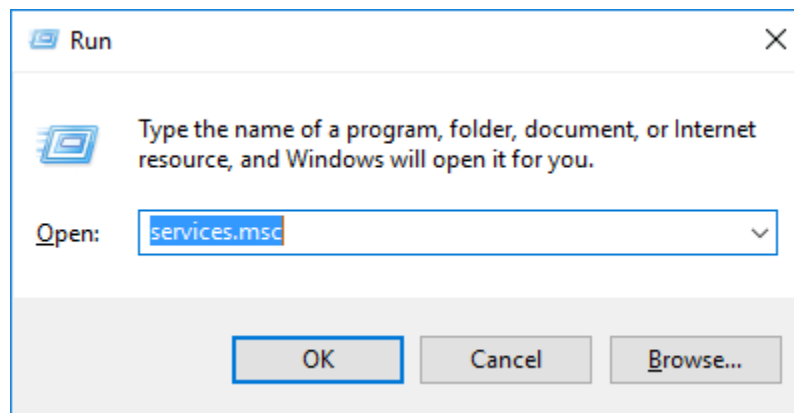 Run
Type the name of a program, folder, document, or Internet
resource, and Windows will open it for you.
Open: services.msc
OK Cancel Browse...